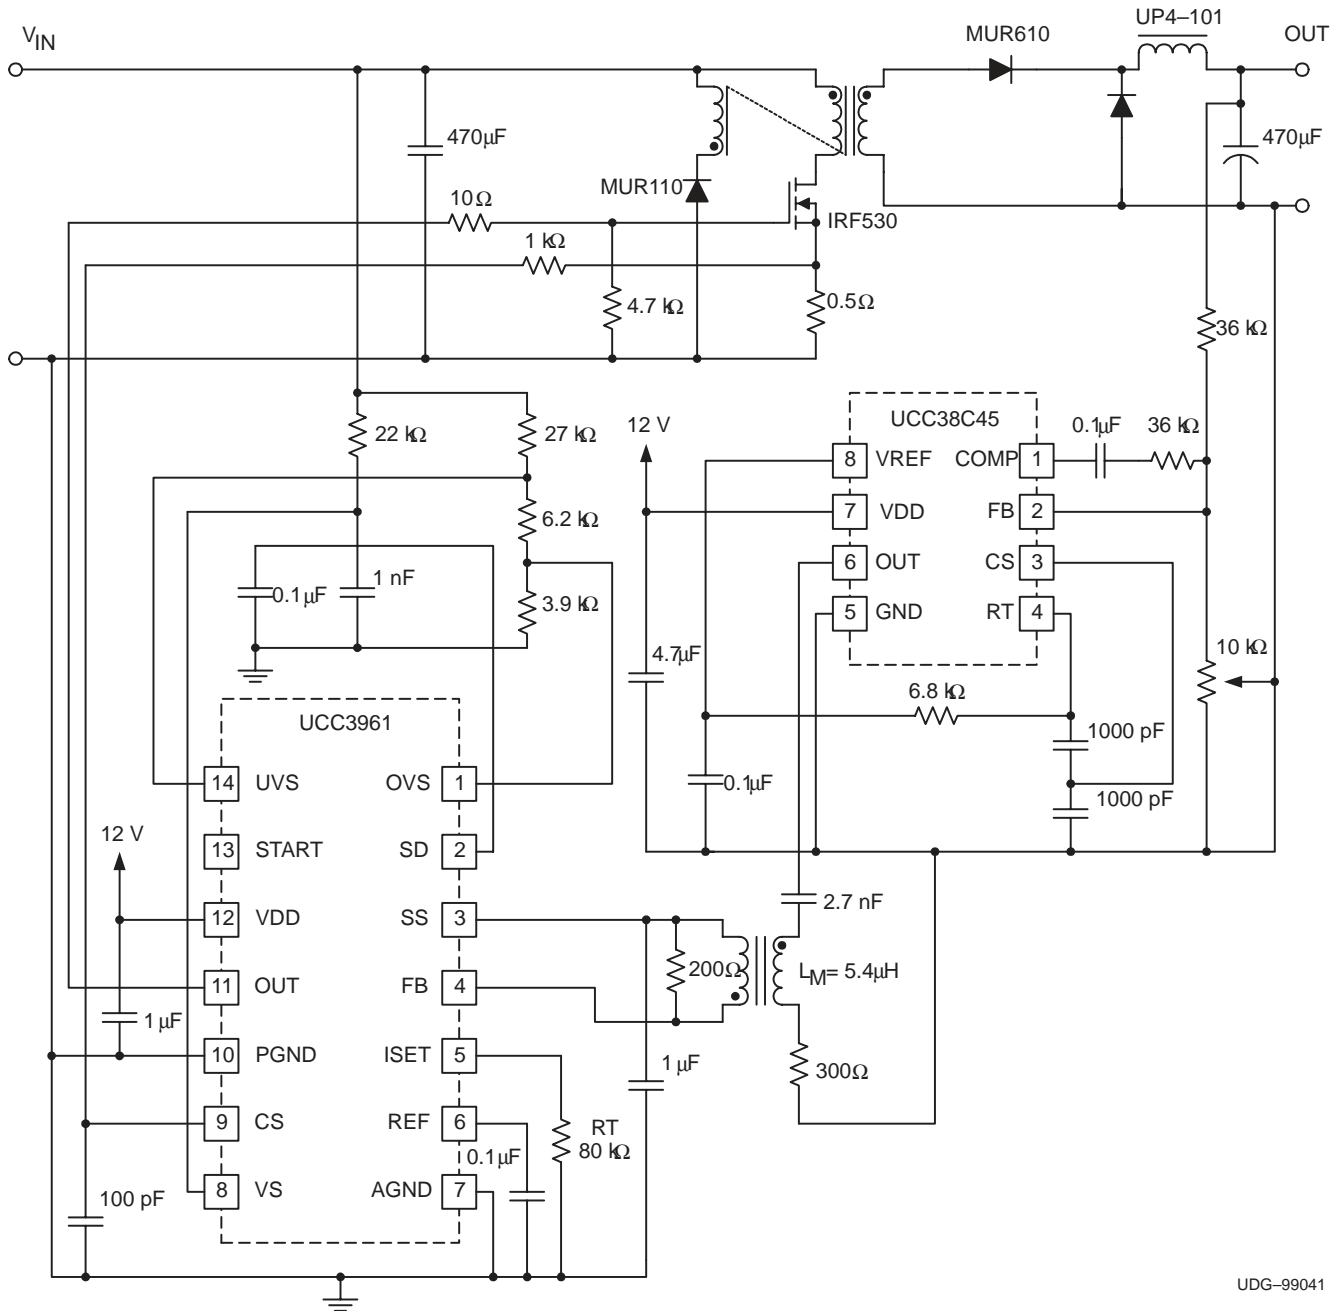 V_IN
UP4–101
MUR610
OUT
470µF
470µF
MUR110
10Ω
IRF530
1 kΩ
4.7 kΩ
0.5Ω
36 kΩ
22 kΩ
27 kΩ
12 V
UCC38C45
0.1µF
36 kΩ
8 VREF COMP 1
7 VDD FB 2
6.2 kΩ
6 OUT CS 3
0.1µF
1 nF
3.9 kΩ
5 GND RT 4
4.7µF
10 kΩ
6.8 kΩ
UCC3961
1000 pF
14 UVS OVS 1
0.1µF
1000 pF
12 V
13 START SD 2
2.7 nF
12 VDD SS 3
200Ω
L_M= 5.4µH
11 OUT FB 4
1 µF
10 PGND ISET 5
1 µF
300Ω
9 CS REF 6
RT
80 kΩ
0.1µF
100 pF
8 VS AGND 7
UDG–99041